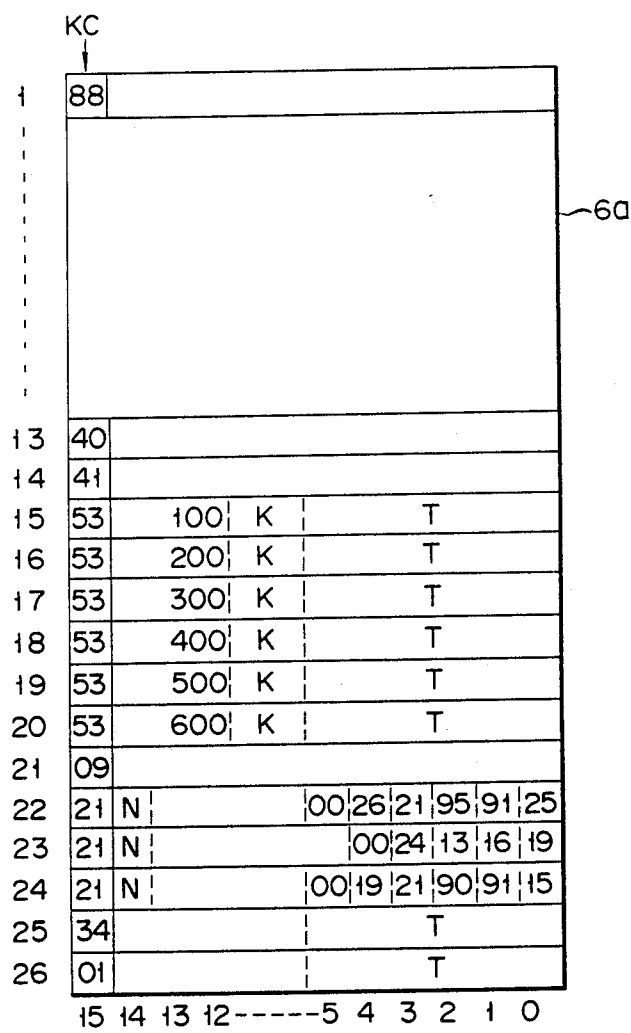 KC
1 88
6a
13 40
14 41
15 53 100 K T
16 53 200 K T
17 53 300 K T
18 53 400 K T
19 53 500 K T
20 53 600 K T
21 09
22 21 N 00 26 21 95 91 25
23 21 N 00 24 13 16 19
24 21 N 00 19 21 90 91 15
25 34 T
26 01 T
15 14 13 12 -----5 4 3 2 1 0